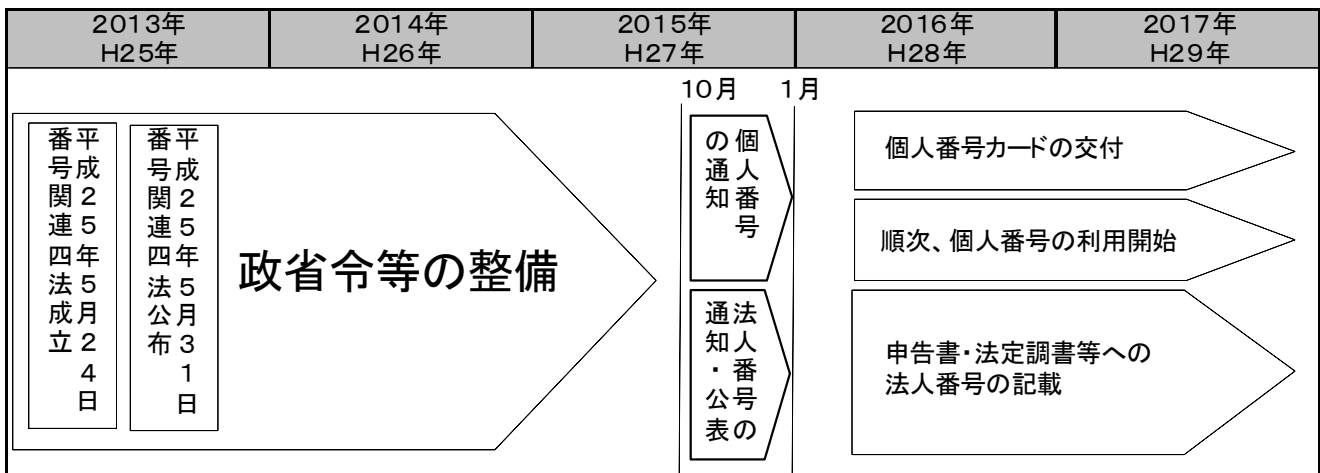 2013年
H25年
2014年
H26年
2015年
H27年
2016年
H28年
2017年
H29年
10月
1月
平成25年5月24日
番号関連四法成立
平成25年5月31日
番号関連四法公布
政省令等の整備
個人番号
の通知
法人番号の
通知・公表
個人番号カードの交付
順次、個人番号の利用開始
申告書・法定調書等への
法人番号の記載